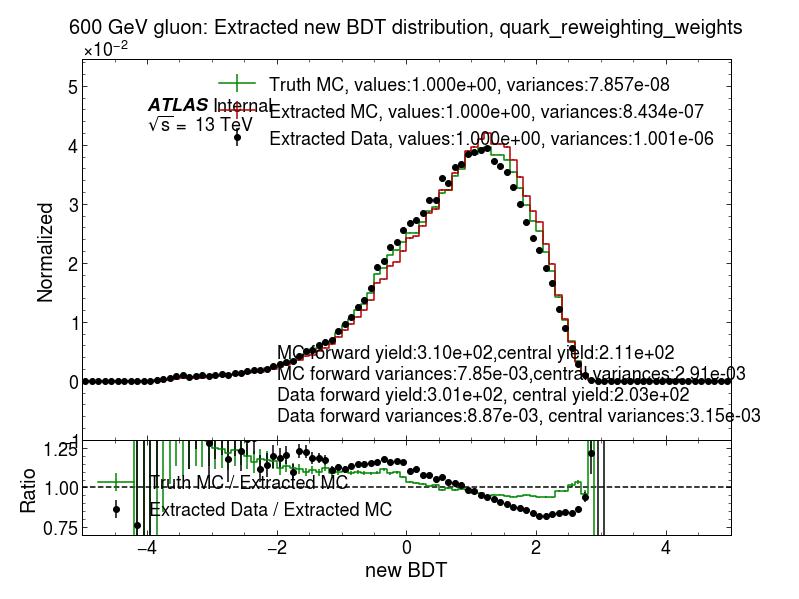 600 GeV gluon: Extracted new BDT distribution, quark_reweighting_weights
×10⁻²
Truth MC, values:1.000e+00, variances:7.857e-08
ATLAS Internal
Extracted MC, values:1.000e+00, variances:8.434e-07
√s = 13 TeV
Extracted Data, values:1.000e+00, variances:1.001e-06
5
4
3
2
1
0
Normalized
MC forward yield:3.10e+02,central yield:2.11e+02
MC forward variances:7.85e-03,central variances:2.91e-03
Data forward yield:3.01e+02, central yield:2.03e+02
Data forward variances:8.87e-03, central variances:3.15e-03
1.25
1.00
0.75
Ratio
Truth MC / Extracted MC
Extracted Data / Extracted MC
−4 −2 0 2 4
new BDT